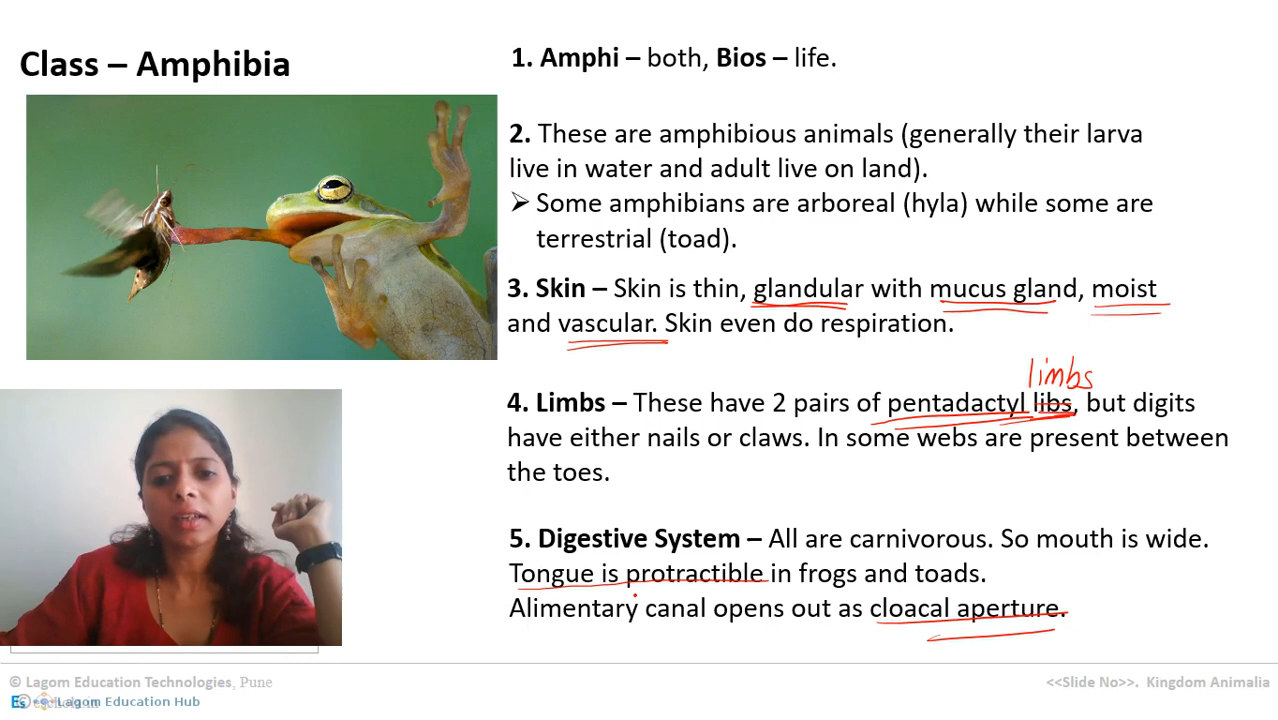 Class – Amphibia
1. Amphi – both, Bios – life.
2. These are amphibious animals (generally their larva
live in water and adult live on land).
➢ Some amphibians are arboreal (hyla) while some are
terrestrial (toad).
3. Skin – Skin is thin, glandular with mucus gland, moist
and vascular. Skin even do respiration.
limbs
4. Limbs – These have 2 pairs of pentadactyl libs, but digits
have either nails or claws. In some webs are present between
the toes.
5. Digestive System – All are carnivorous. So mouth is wide.
Tongue is protractible in frogs and toads.
Alimentary canal opens out as cloacal aperture.
© Lagom Education Technologies, Pune
<<Slide No>>. Kingdom Animalia
Lagom Education Hub